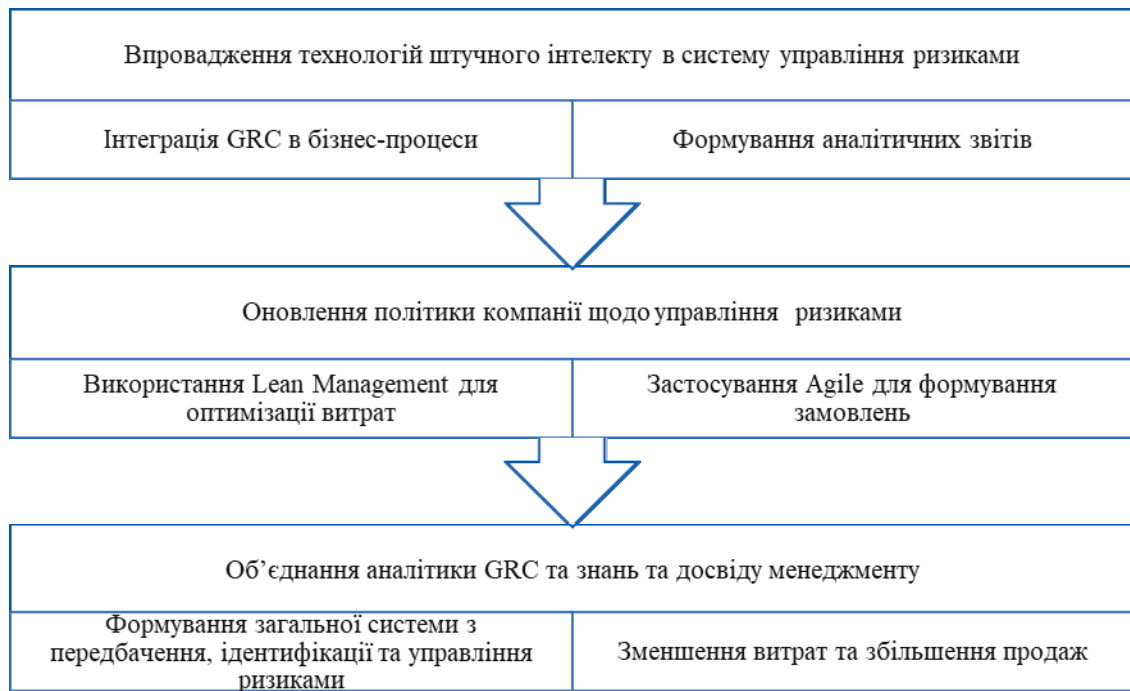 Впровадження технологій штучного інтелекту в систему управління ризиками
Інтеграція GRC в бізнес-процеси
Формування аналітичних звітів
Оновлення політики компанії щодо управління ризиками
Використання Lean Management для
оптимізації витрат
Застосування Agile для формування
замовлень
Об’єднання аналітики GRC та знань та досвіду менеджменту
Формування загальної системи з
передбачення, ідентифікації та управління
ризиками
Зменшення витрат та збільшення продаж